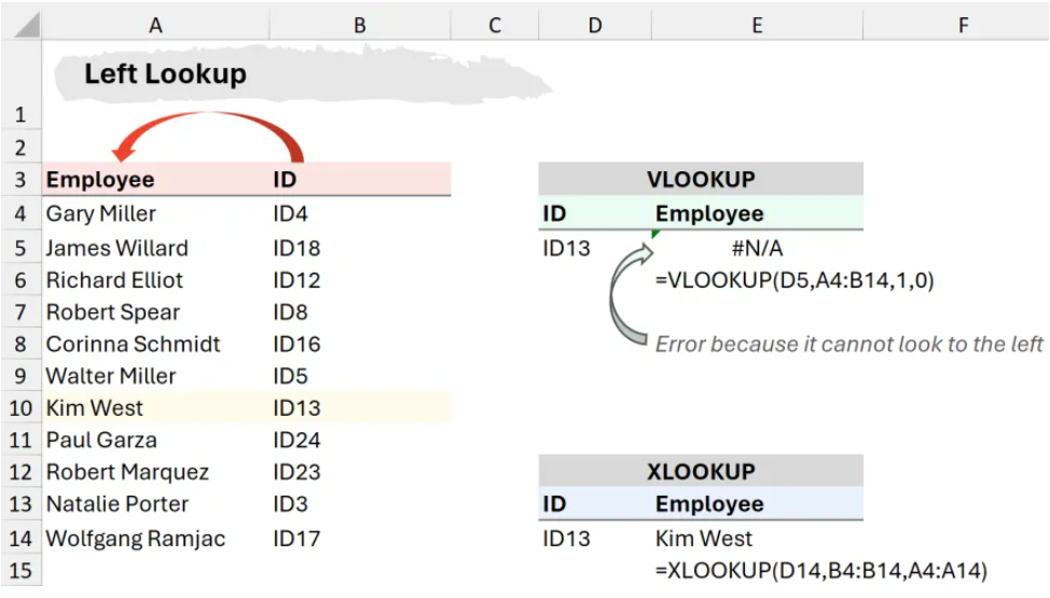 A B C D E F
Left Lookup
1
2
3 Employee ID VLOOKUP
4 Gary Miller ID4 ID Employee
5 James Willard ID18 ID13 #N/A
6 Richard Elliot ID12 =VLOOKUP(D5,A4:B14,1,0)
7 Robert Spear ID8
8 Corinna Schmidt ID16 Error because it cannot look to the left
9 Walter Miller ID5
10 Kim West ID13
11 Paul Garza ID24
12 Robert Marquez ID23 XLOOKUP
13 Natalie Porter ID3 ID Employee
14 Wolfgang Ramjac ID17 ID13 Kim West
15 =XLOOKUP(D14,B4:B14,A4:A14)